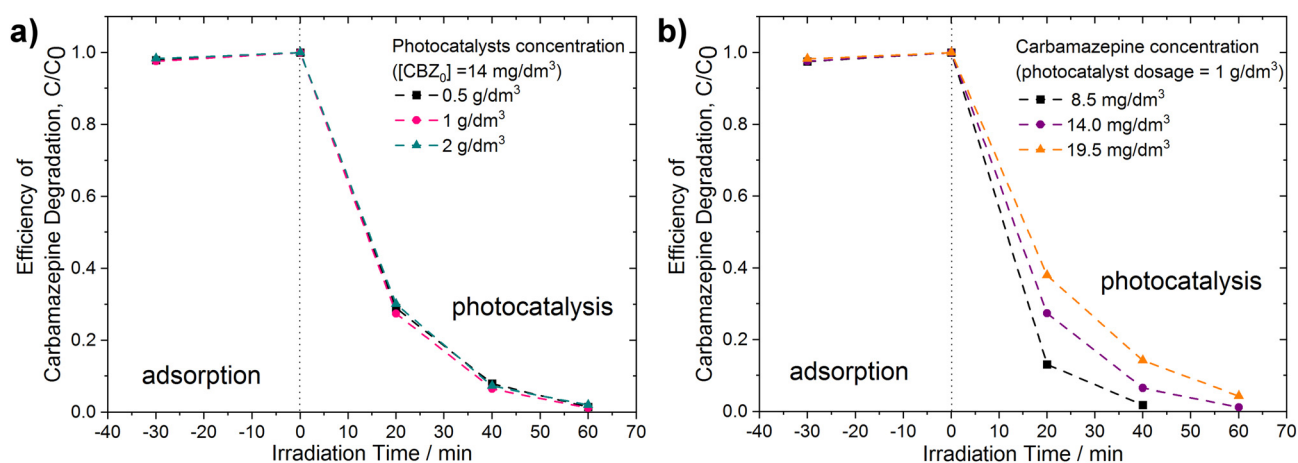 a)
Efficiency of
Carbamazepine Degradation, C/C0
1.0
0.8
0.6
0.4
0.2
0.0
Photocatalysts concentration
([CBZ₀] =14 mg/dm³)
0.5 g/dm³
1 g/dm³
2 g/dm³
photocatalysis
adsorption
-40 -30 -20 -10 0 10 20 30 40 50 60 70
Irradiation Time / min
b)
Efficiency of
Carbamazepine Degradation, C/C0
1.0
0.8
0.6
0.4
0.2
0.0
Carbamazepine concentration
(photocatalyst dosage = 1 g/dm³)
8.5 mg/dm³
14.0 mg/dm³
19.5 mg/dm³
photocatalysis
adsorption
-40 -30 -20 -10 0 10 20 30 40 50 60 70
Irradiation Time / min